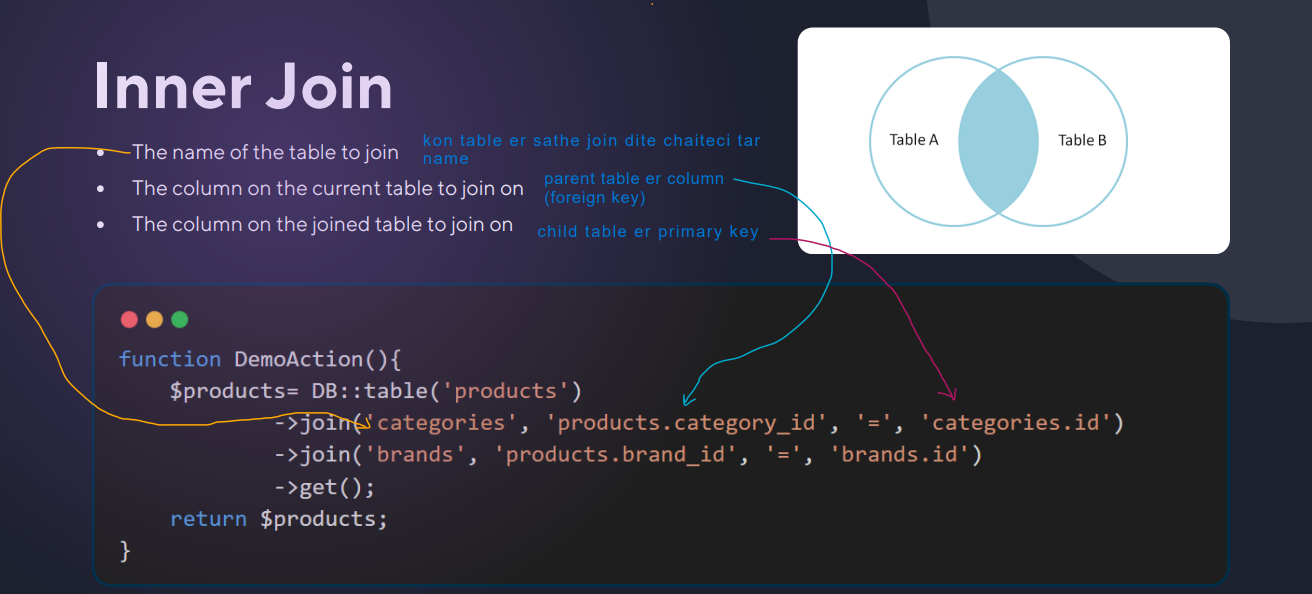 Inner Join
• The name of the table to join
kon table er sathe join dite chaiteci tar
name
• The column on the current table to join on
parent table er column
(foreign key)
• The column on the joined table to join on
child table er primary key
Table A
Table B
function DemoAction(){
    $products= DB::table('products')
            ->join('categories', 'products.category_id', '=', 'categories.id')
            ->join('brands', 'products.brand_id', '=', 'brands.id')
            ->get();
    return $products;
}